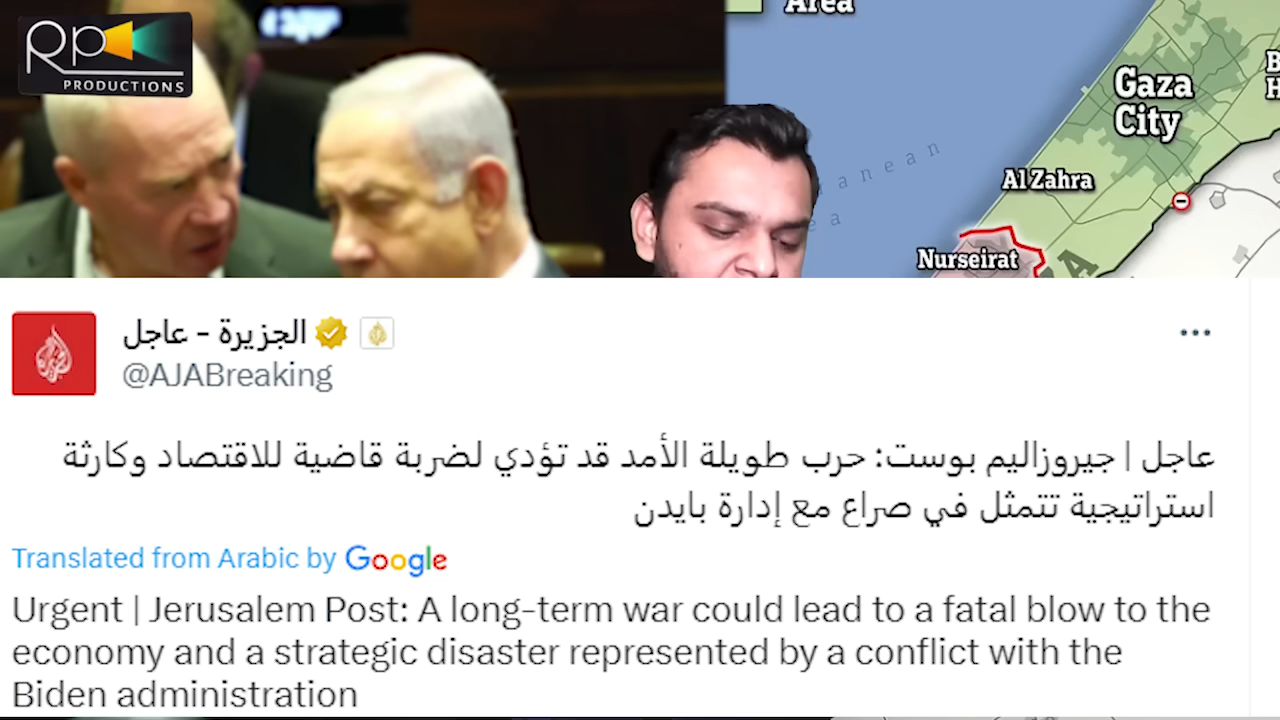 RP
PRODUCTIONS
Area
Gaza
City
Al Zahra
Nurseirat
الجزيرة - عاجل
@AJABreaking
عاجل | جيروزاليم بوست: حرب طويلة الأمد قد تؤدي لضربة قاضية للاقتصاد وكارثة
استراتيجية تتمثل في صراع مع إدارة بايدن
Translated from Arabic by Google
Urgent | Jerusalem Post: A long-term war could lead to a fatal blow to the
economy and a strategic disaster represented by a conflict with the
Biden administration